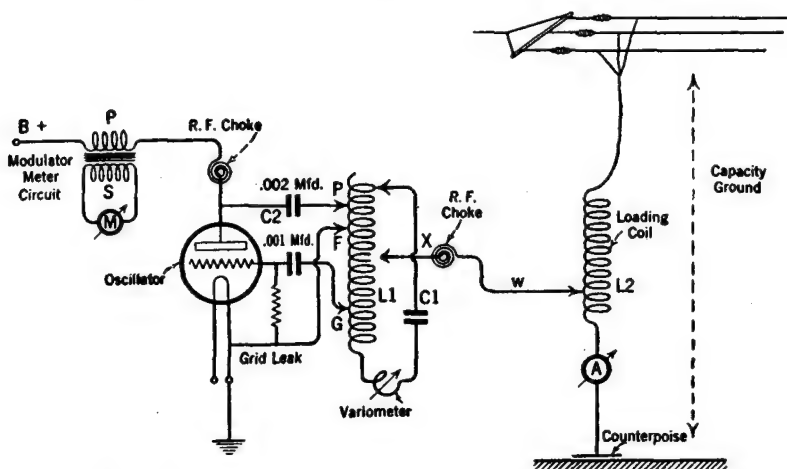 B +
P
R. F. Choke
Modulator
Meter
Circuit
S
M
.002 Mfd.
C2
P
R. F.
Choke
Capacity
Ground
.001 Mfd.
F
X
Loading
Coil
Oscillator
L1
C1
W
L2
G
Grid Leak
A
Variometer
Counterpoise